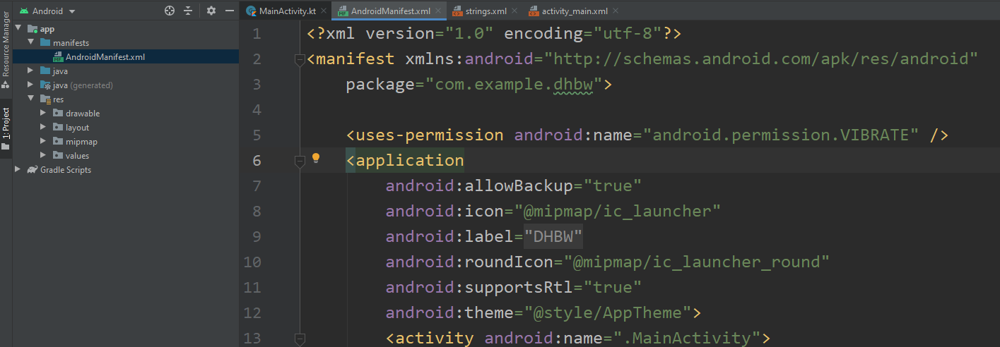 Android
MainActivity.kt
AndroidManifest.xml
strings.xml
activity_main.xml
Resource Manager
1: Project
app
manifests
AndroidManifest.xml
java
java (generated)
res
drawable
layout
mipmap
values
Gradle Scripts
1 <?xml version="1.0" encoding="utf-8"?>
2 <manifest xmlns:android="http://schemas.android.com/apk/res/android"
3 package="com.example.dhbw">
4
5 <uses-permission android:name="android.permission.VIBRATE" />
6 <application
7 android:allowBackup="true"
8 android:icon="@mipmap/ic_launcher"
9 android:label="DHBW"
10 android:roundIcon="@mipmap/ic_launcher_round"
11 android:supportsRtl="true"
12 android:theme="@style/AppTheme">
13 <activity android:name=".MainActivity">